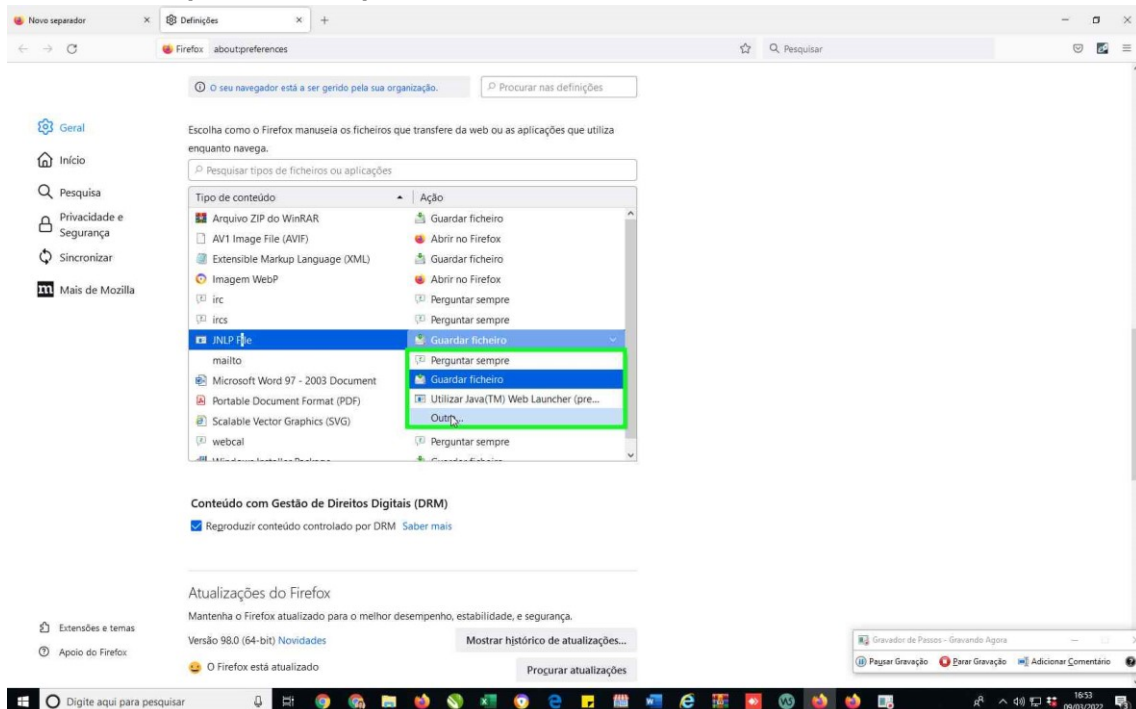 Novo separador
Definições
Firefox about:preferences
Pesquisar
O seu navegador está a ser gerido pela sua organização.
Procurar nas definições
Geral
Início
Pesquisa
Privacidade e
Segurança
Sincronizar
Mais de Mozilla
Escolha como o Firefox manuseia os ficheiros que transfere da web ou as aplicações que utiliza
enquanto navega.
Pesquisar tipos de ficheiros ou aplicações
Tipo de conteúdo Ação
Arquivo ZIP do WinRAR Guardar ficheiro
AV1 Image File (AVIF) Abrir no Firefox
Extensible Markup Language (XML) Guardar ficheiro
Imagem WebP Abrir no Firefox
irc Perguntar sempre
ircs Perguntar sempre
JNLP File Guardar ficheiro
mailto Perguntar sempre
Microsoft Word 97 - 2003 Document Guardar ficheiro
Portable Document Format (PDF) Utilizar Java(TM) Web Launcher (pre...
Scalable Vector Graphics (SVG)
webcal Perguntar sempre
Windows Installer Package Guardar ficheiro
Conteúdo com Gestão de Direitos Digitais (DRM)
Reproduzir conteúdo controlado por DRM Saber mais
Atualizações do Firefox
Mantenha o Firefox atualizado para o melhor desempenho, estabilidade, e segurança.
Versão 98.0 (64-bit) Novidades Mostrar histórico de atualizações...
O Firefox está atualizado Procurar atualizações
Extensões e temas
Apoio do Firefox
Gravador de Passos - Gravando Agora
Pausar Gravação Parar Gravação Adicionar Comentário
Digite aqui para pesquisar
16:53
09/03/2022